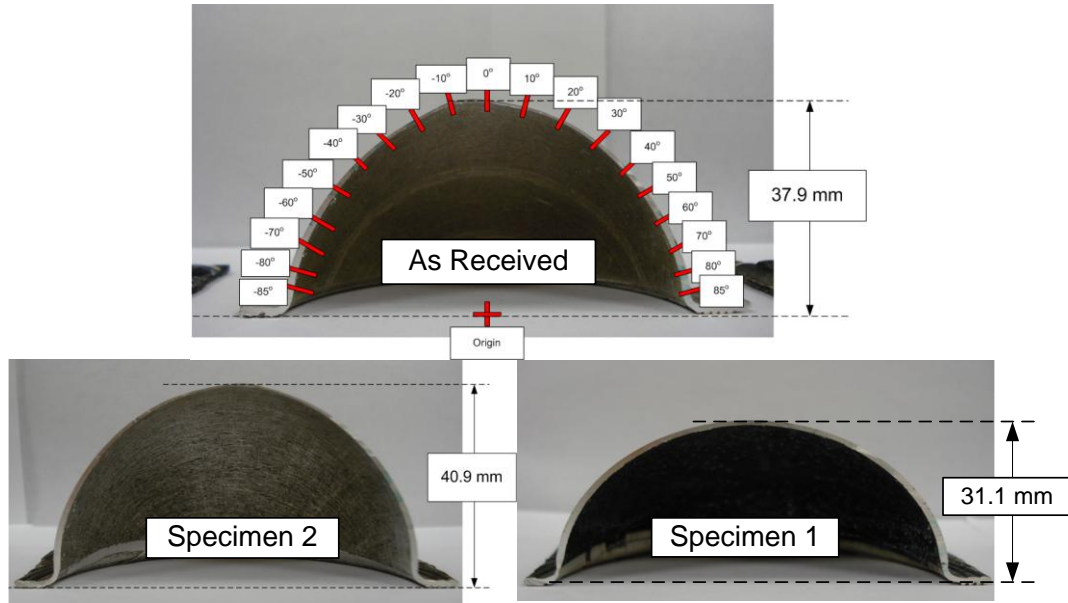 0°
-10°
10°
-20°
20°
-30°
30°
-40°
40°
-50°
50°
-60°
60°
-70°
70°
-80°
80°
-85°
85°
37.9 mm
As Received
Origin
40.9 mm
Specimen 2
31.1 mm
Specimen 1